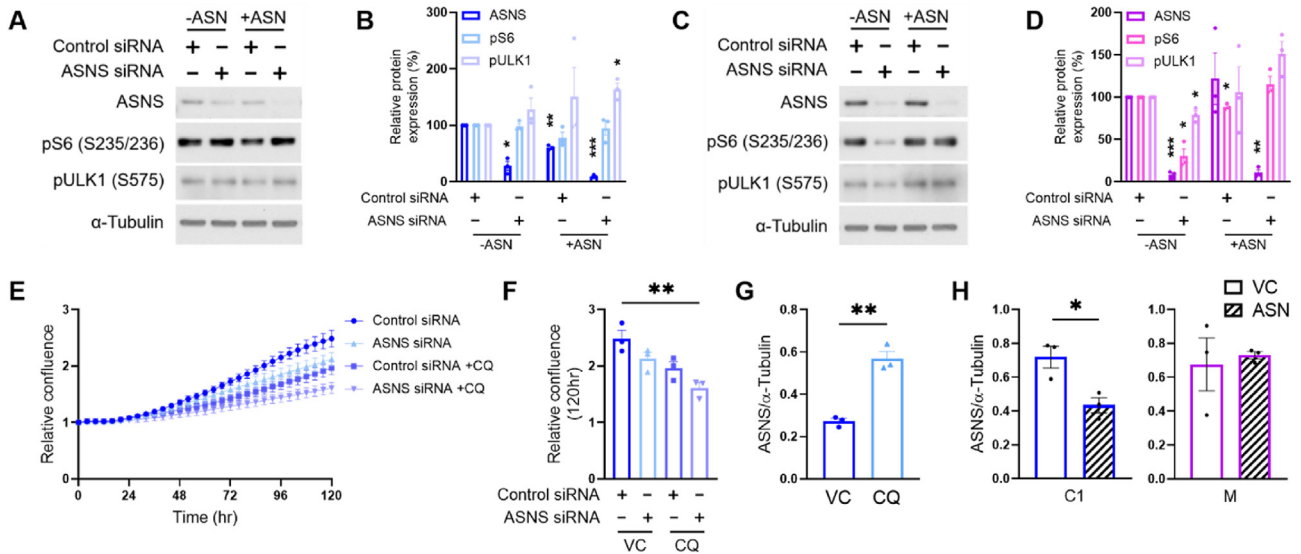 A
-ASN +ASN
Control siRNA + − + −
ASNS siRNA − + − +
ASNS
pS6 (S235/236)
pULK1 (S575)
α-Tubulin
B
ASNS
pS6
pULK1
Relative protein
expression (%)
300
200
100
0
* ** *** *
Control siRNA + − + −
ASNS siRNA − + − +
-ASN +ASN
C
-ASN +ASN
Control siRNA + − + −
ASNS siRNA − + − +
ASNS
pS6 (S235/236)
pULK1 (S575)
α-Tubulin
D
ASNS
pS6
pULK1
Relative protein
expression (%)
200
150
100
50
0
*** * * * **
Control siRNA + − + −
ASNS siRNA − + − +
-ASN +ASN
E
Relative confluence
3
2
1
0
0 24 48 72 96 120
Time (hr)
Control siRNA
ASNS siRNA
Control siRNA +CQ
ASNS siRNA +CQ
F
Relative confluence
(120hr)
3
2
1
0
**
Control siRNA + − + −
ASNS siRNA − + − +
VC CQ
G
ASNS/α-Tubulin
0.8
0.6
0.4
0.2
0.0
**
VC CQ
H
VC
ASN
ASNS/α-Tubulin
1.0
0.8
0.6
0.4
0.2
0.0
*
C1
1.0
0.8
0.6
0.4
0.2
0.0
M